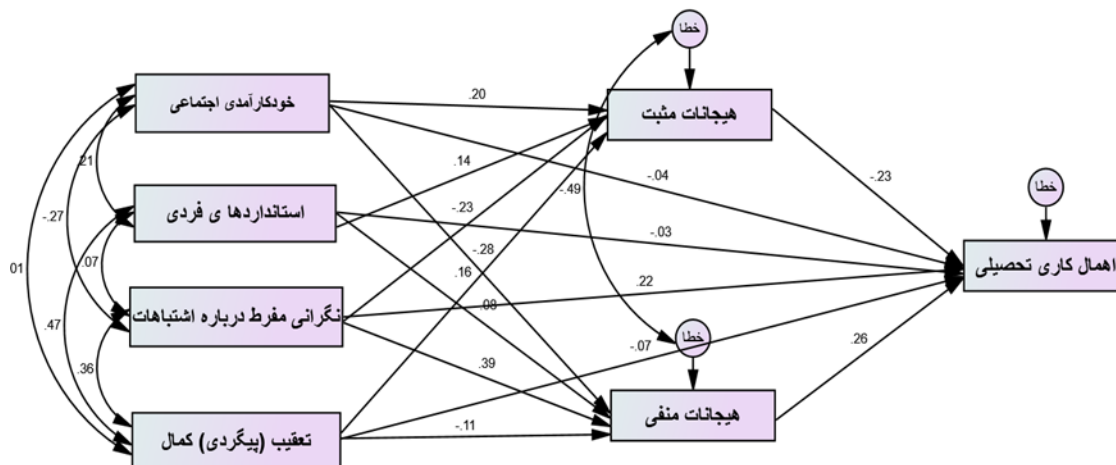 خطا
خودکارآمدی اجتماعی
.20
هیجانات مثبت
.21
.14
-.04
-.49
-.23
خطا
-.27
استانداردها ی فردی
-.23
-.03
اهمال کاری تحصیلی
.07
-.28
01
.16
.08
.22
.47
نگرانی مفرط درباره اشتباهات
خطا
.36
.39
-.07
.26
تعقیب (پیگردی) کمال
-.11
هیجانات منفی